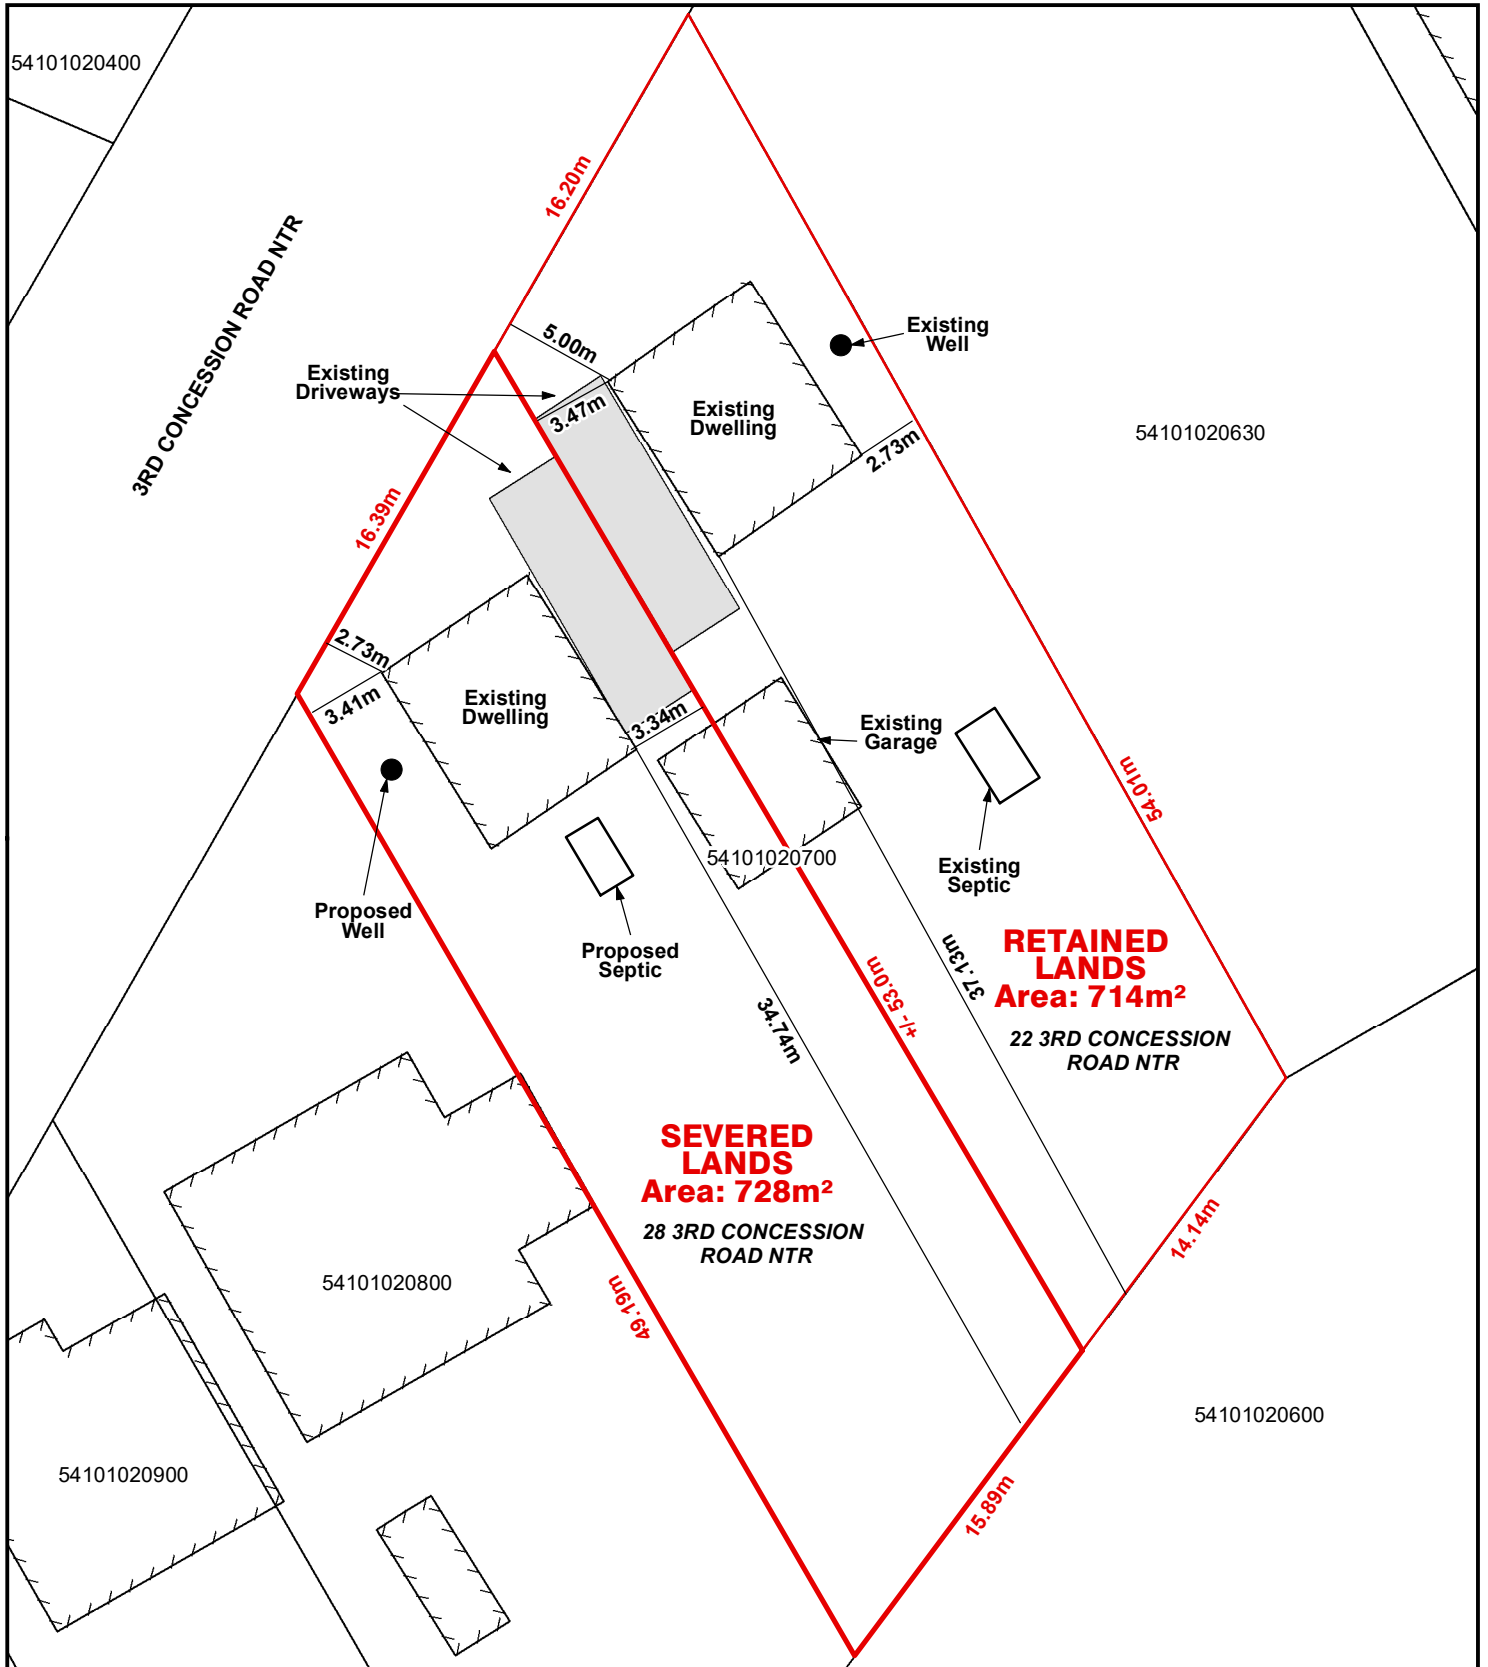 54101020400
16.20m
3RD CONCESSION ROAD NTR
5.00m
Existing
Well
Existing
Driveways
3.47m
Existing
Dwelling
54101020630
2.73m
16.39m
2.73m
3.41m
Existing
Dwelling
3.34m
Existing
Garage
54.01m
54101020700
Existing
Septic
Proposed
Well
Proposed
Septic
37.13m
+/- 53.0m
34.74m
RETAINED
LANDS
Area: 714m²
22 3RD CONCESSION
ROAD NTR
SEVERED
LANDS
Area: 728m²
28 3RD CONCESSION
ROAD NTR
14.14m
54101020800
49.19m
54101020600
54101020900
15.89m